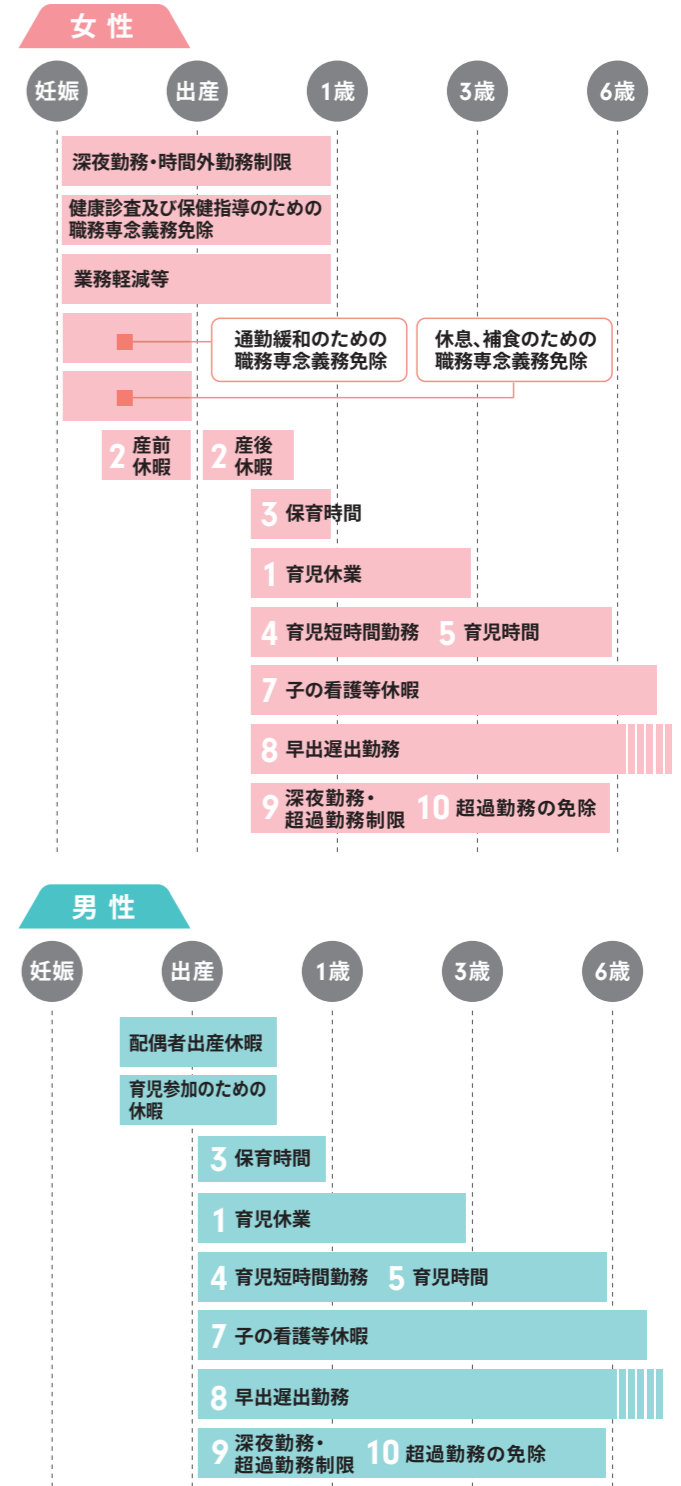 女性
妊娠 出産 1歳 3歳 6歳
深夜勤務・時間外勤務制限
健康診査及び保健指導のための
職務専念義務免除
業務軽減等
通勤緩和のための
職務専念義務免除
休息、補食のための
職務専念義務免除
2 産前
休暇
2 産後
休暇
3 保育時間
1 育児休業
4 育児短時間勤務 5 育児時間
7 子の看護等休暇
8 早出遅出勤務
9 深夜勤務・
超過勤務制限
10 超過勤務の免除
男性
妊娠 出産 1歳 3歳 6歳
配偶者出産休暇
育児参加のための
休暇
3 保育時間
1 育児休業
4 育児短時間勤務 5 育児時間
7 子の看護等休暇
8 早出遅出勤務
9 深夜勤務・
超過勤務制限
10 超過勤務の免除